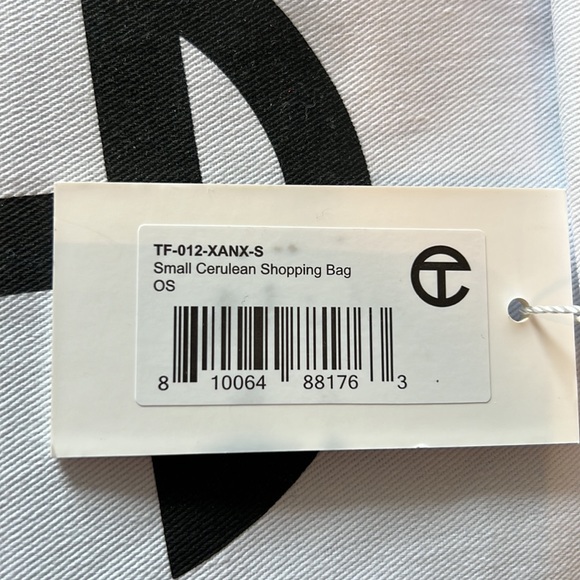 TF-012-XANX-S
Small Cerulean Shopping Bag
OS
8 10064 88176 3